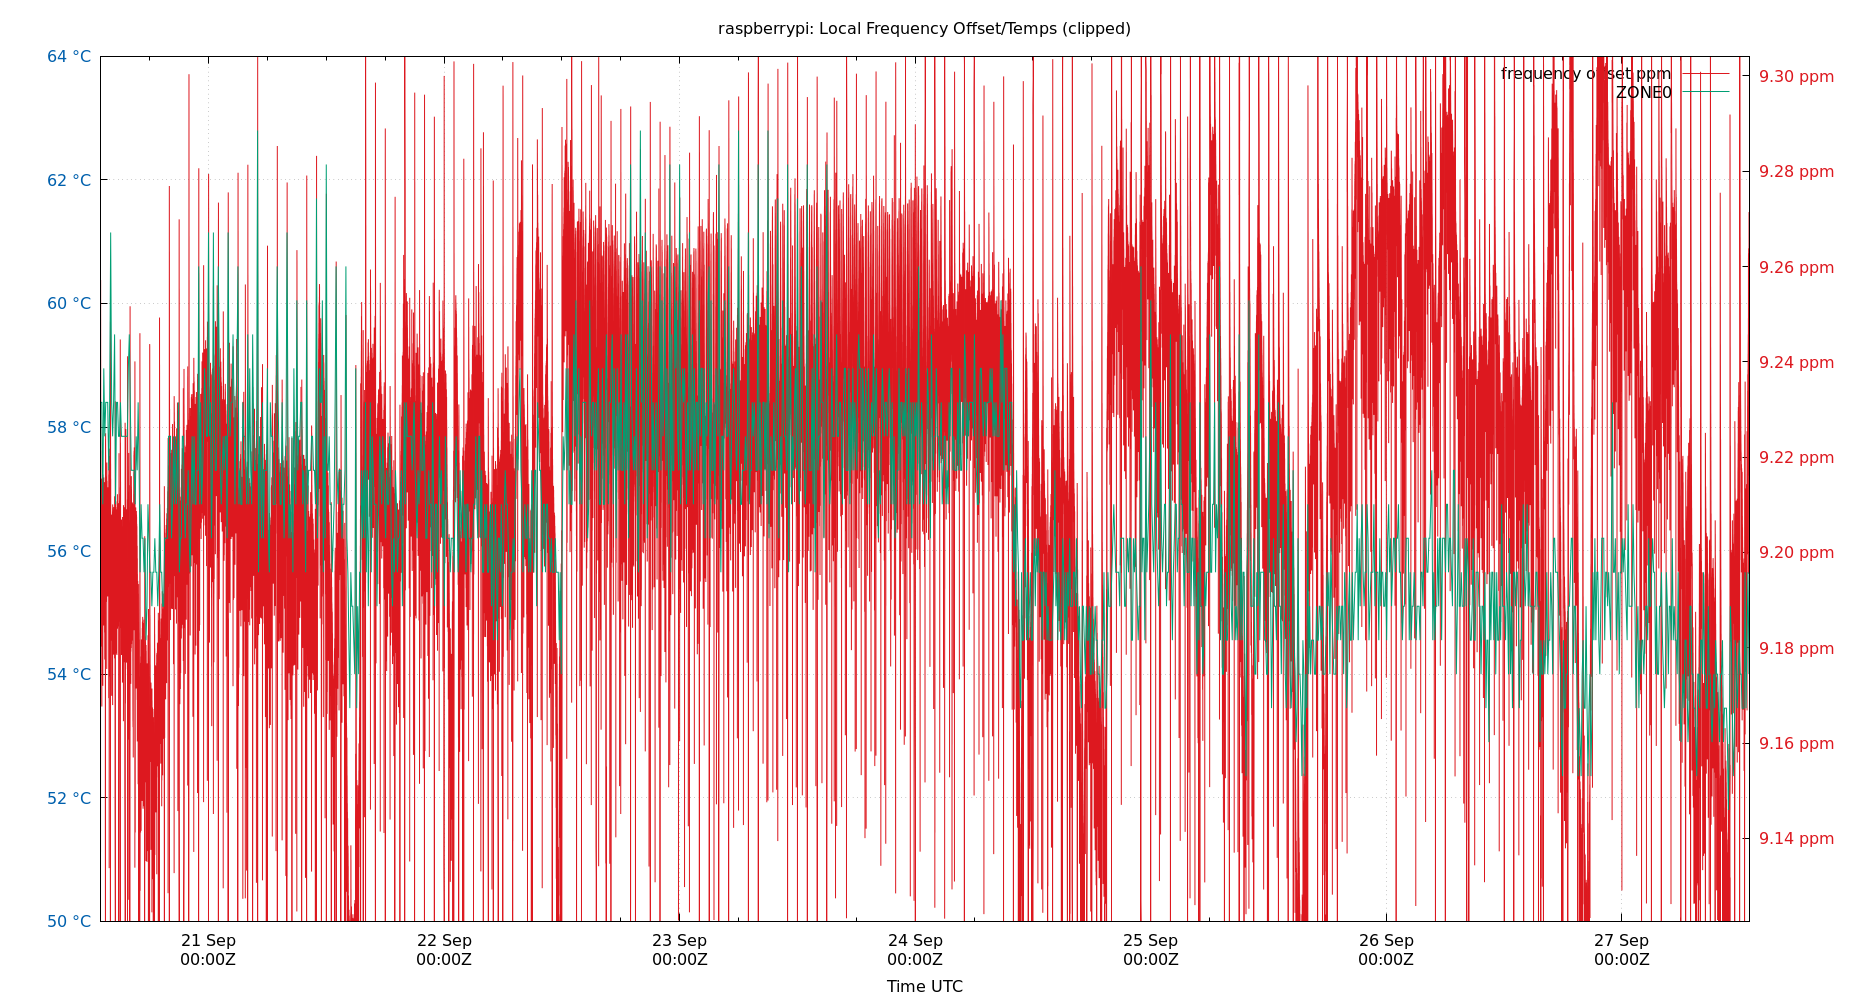 raspberrypi: Local Frequency Offset/Temps (clipped)
64 °C
62 °C
60 °C
58 °C
56 °C
54 °C
52 °C
50 °C
frequency offset ppm
ZONE0
9.30 ppm
9.28 ppm
9.26 ppm
9.24 ppm
9.22 ppm
9.20 ppm
9.18 ppm
9.16 ppm
9.14 ppm
21 Sep
00:00Z
22 Sep
00:00Z
23 Sep
00:00Z
24 Sep
00:00Z
25 Sep
00:00Z
26 Sep
00:00Z
27 Sep
00:00Z
Time UTC